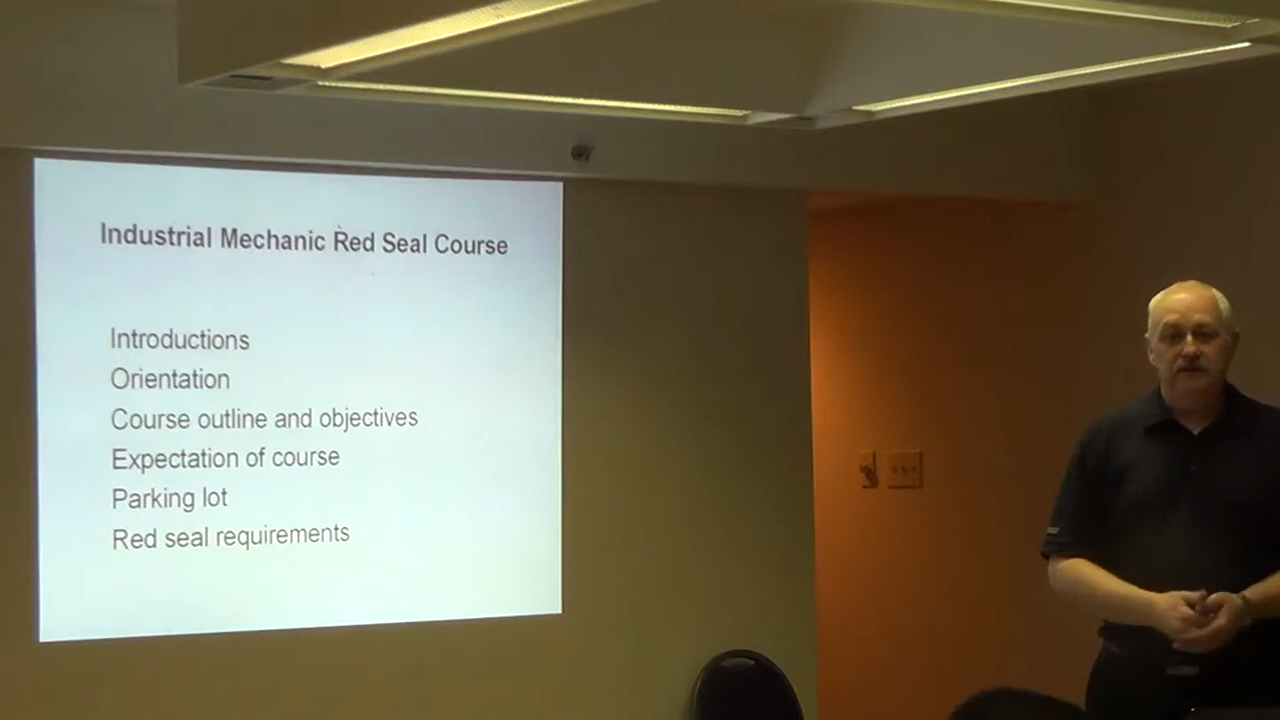 Industrial Mechanic Red Seal Course
Introductions
Orientation
Course outline and objectives
Expectation of course
Parking lot
Red seal requirements